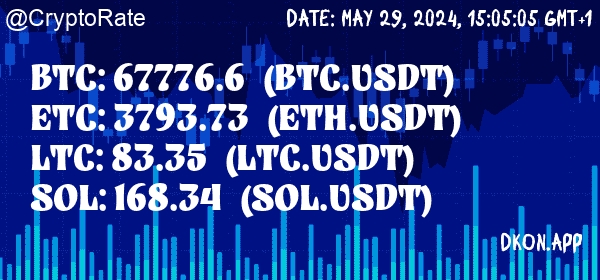 @CryptoRate
DATE: MAY 29, 2024, 15:05:05 GMT+1
BTC: 67776.6 (BTC.USDT)
ETC: 3793.73 (ETH.USDT)
LTC: 83.35 (LTC.USDT)
SOL: 168.34 (SOL.USDT)
DKON.APP